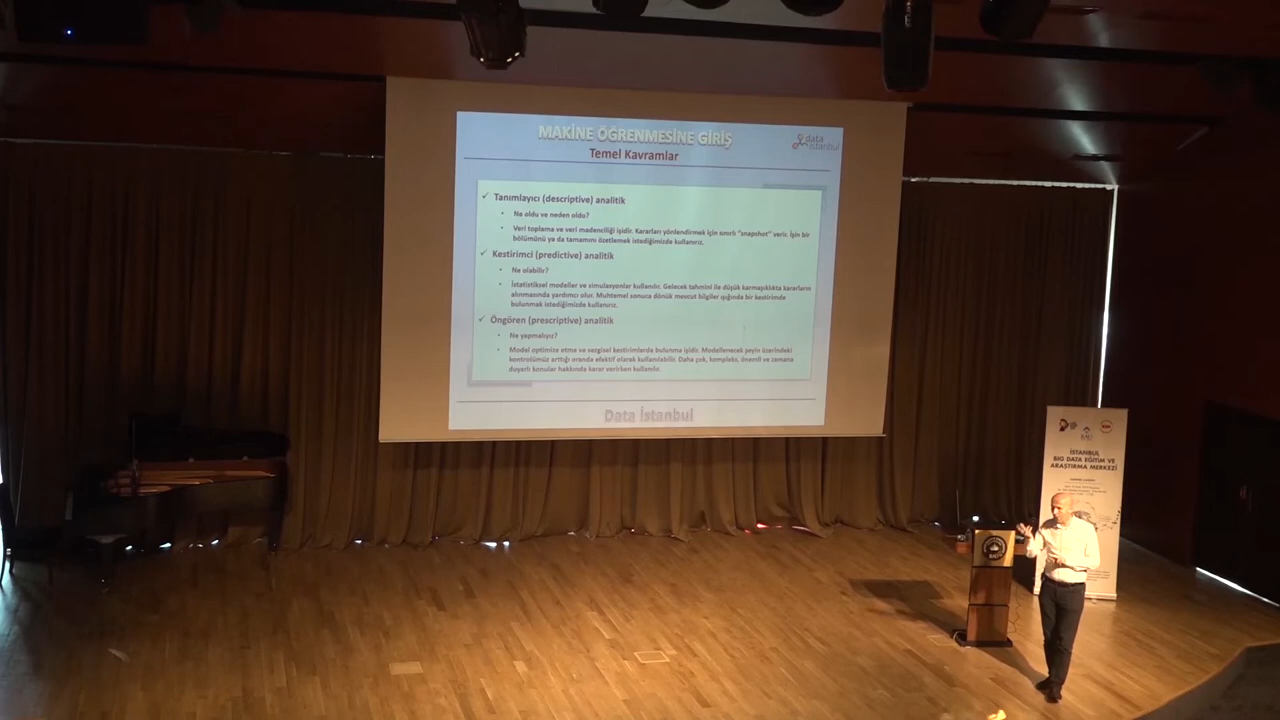 MAKİNE ÖĞRENMESİNE GİRİŞ
Temel Kavramlar
data
istanbul
✓ Tanımlayıcı (descriptive) analitik
• Ne oldu ve neden oldu?
• Veri toplama ve veri madenciliği işidir. Kararları yönlendirmek için sınırlı "snapshot" verir. İşin bir
bölümünü ya da tamamını özetlemek istediğimizde kullanırız.
✓ Kestirimci (predictive) analitik
• Ne olabilir?
• İstatistiksel modeller ve simulasyonlar kullanılır. Gelecek tahmini ile düşük karmaşıklıkta kararların
alınmasında yardımcı olur. Muhtemel sonuca dönük mevcut bilgiler ışığında bir kestirimde
bulunmak istediğimizde kullanırız.
✓ Öngören (prescriptive) analitik
• Ne yapmalıyız?
• Model optimize etme ve sezgisel kestirimlerde bulunma işidir. Modellenecek şeyin üzerindeki
kontrolümüz arttığı oranda efektif olarak kullanılabilir. Daha çok, kompleks, önemli ve zamana
duyarlı konular hakkında karar verirken kullanılır.
Data İstanbul
BAU
İSTANBUL
BIG DATA EĞİTİM VE
ARAŞTIRMA MERKEZİ
BAU